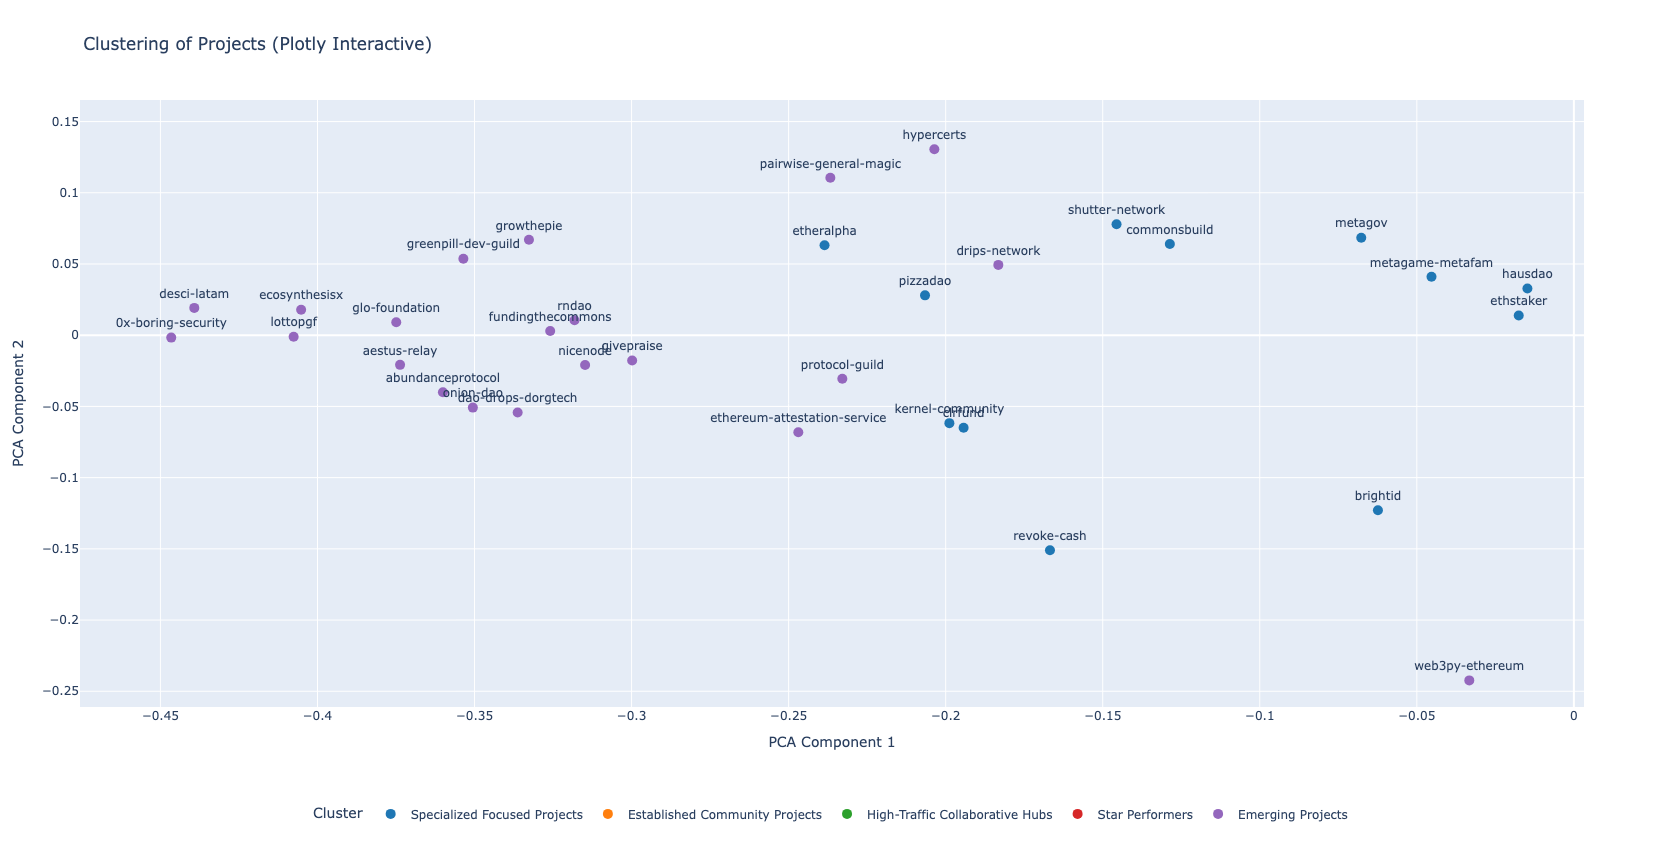 Clustering of Projects (Plotly Interactive)
0.15
hypercerts
pairwise-general-magic
0.1
shutter-network
metagov
growthepie
etheralpha
commonsbuild
greenpill-dev-guild
drips-network
0.05
metagame-metafam
hausdao
pizzadao
desci-latam
ecosynthesisx
ethstaker
glo-foundation
rndao
0x-boring-security
lottopgf
fundingthecommons
0
givepraise
aestus-relay
nicenode
protocol-guild
abundanceprotocol
onion-dao
dao-drops-dorgtech
−0.05
kernel-community
clrfund
ethereum-attestation-service
−0.1
brightid
revoke-cash
−0.15
−0.2
web3py-ethereum
−0.25
PCA Component 2
−0.45 −0.4 −0.35 −0.3 −0.25 −0.2 −0.15 −0.1 −0.05 0
PCA Component 1
Cluster Specialized Focused Projects Established Community Projects High-Traffic Collaborative Hubs Star Performers Emerging Projects